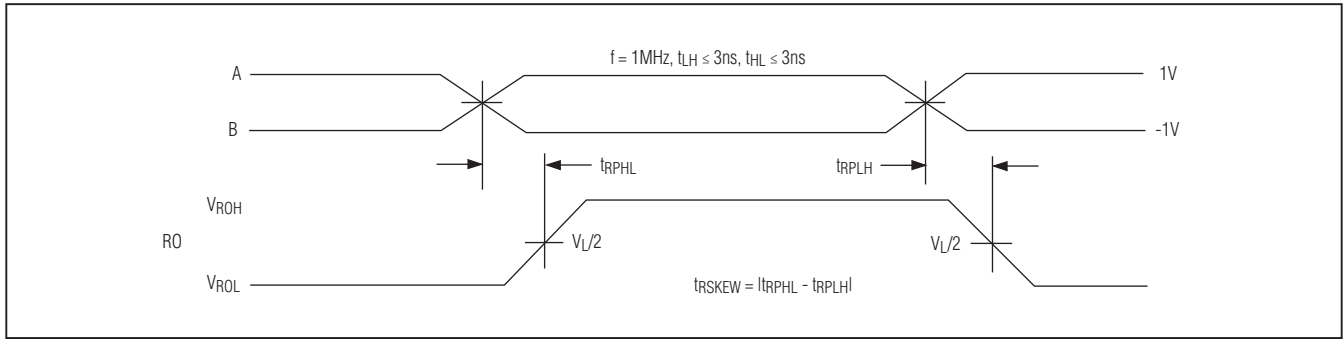 f = 1MHz, tLH ≤ 3ns, tHL ≤ 3ns
A
1V
B
-1V
tRPHL
tRPLH
VROH
RO
VL/2
VL/2
VROL
tRSKEW = |tRPHL - tRPLH|